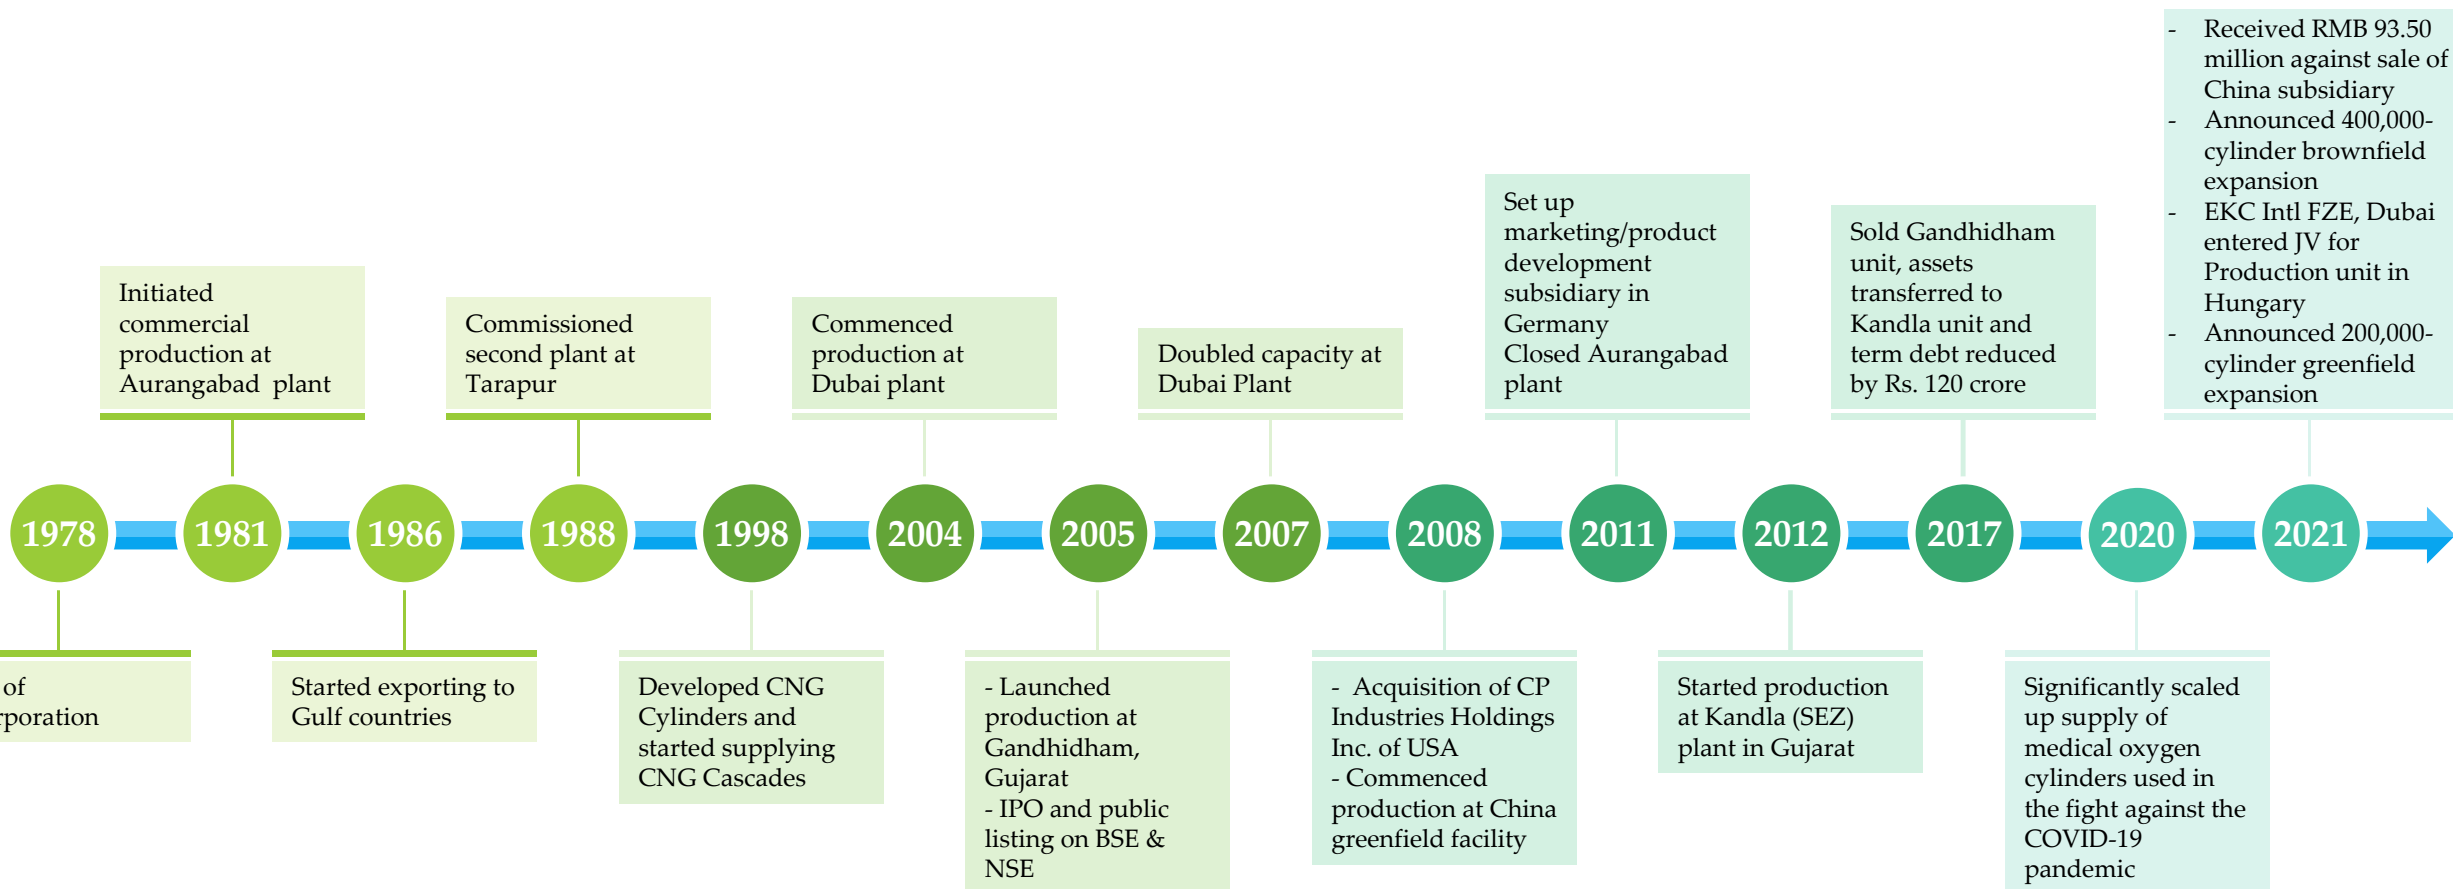 - Received RMB 93.50
million against sale of
China subsidiary
- Announced 400,000-
cylinder brownfield
expansion
- EKC Intl FZE, Dubai
entered JV for
Production unit in
Hungary
- Announced 200,000-
cylinder greenfield
expansion
Set up
marketing/product
development
subsidiary in
Germany
Closed Aurangabad
plant
Sold Gandhidham
unit, assets
transferred to
Kandla unit and
term debt reduced
by Rs. 120 crore
Initiated
commercial
production at
Aurangabad plant
Commissioned
second plant at
Tarapur
Commenced
production at
Dubai plant
Doubled capacity at
Dubai Plant
1978
1981
1986
1988
1998
2004
2005
2007
2008
2011
2012
2017
2020
2021
of
Started exporting to
Gulf countries
Developed CNG
Cylinders and
started supplying
CNG Cascades
- Launched
production at
Gandhidham,
Gujarat
- IPO and public
listing on BSE &
NSE
- Acquisition of CP
Industries Holdings
Inc. of USA
- Commenced
production at China
greenfield facility
Started production
at Kandla (SEZ)
plant in Gujarat
Significantly scaled
up supply of
medical oxygen
cylinders used in
the fight against the
COVID-19
pandemic